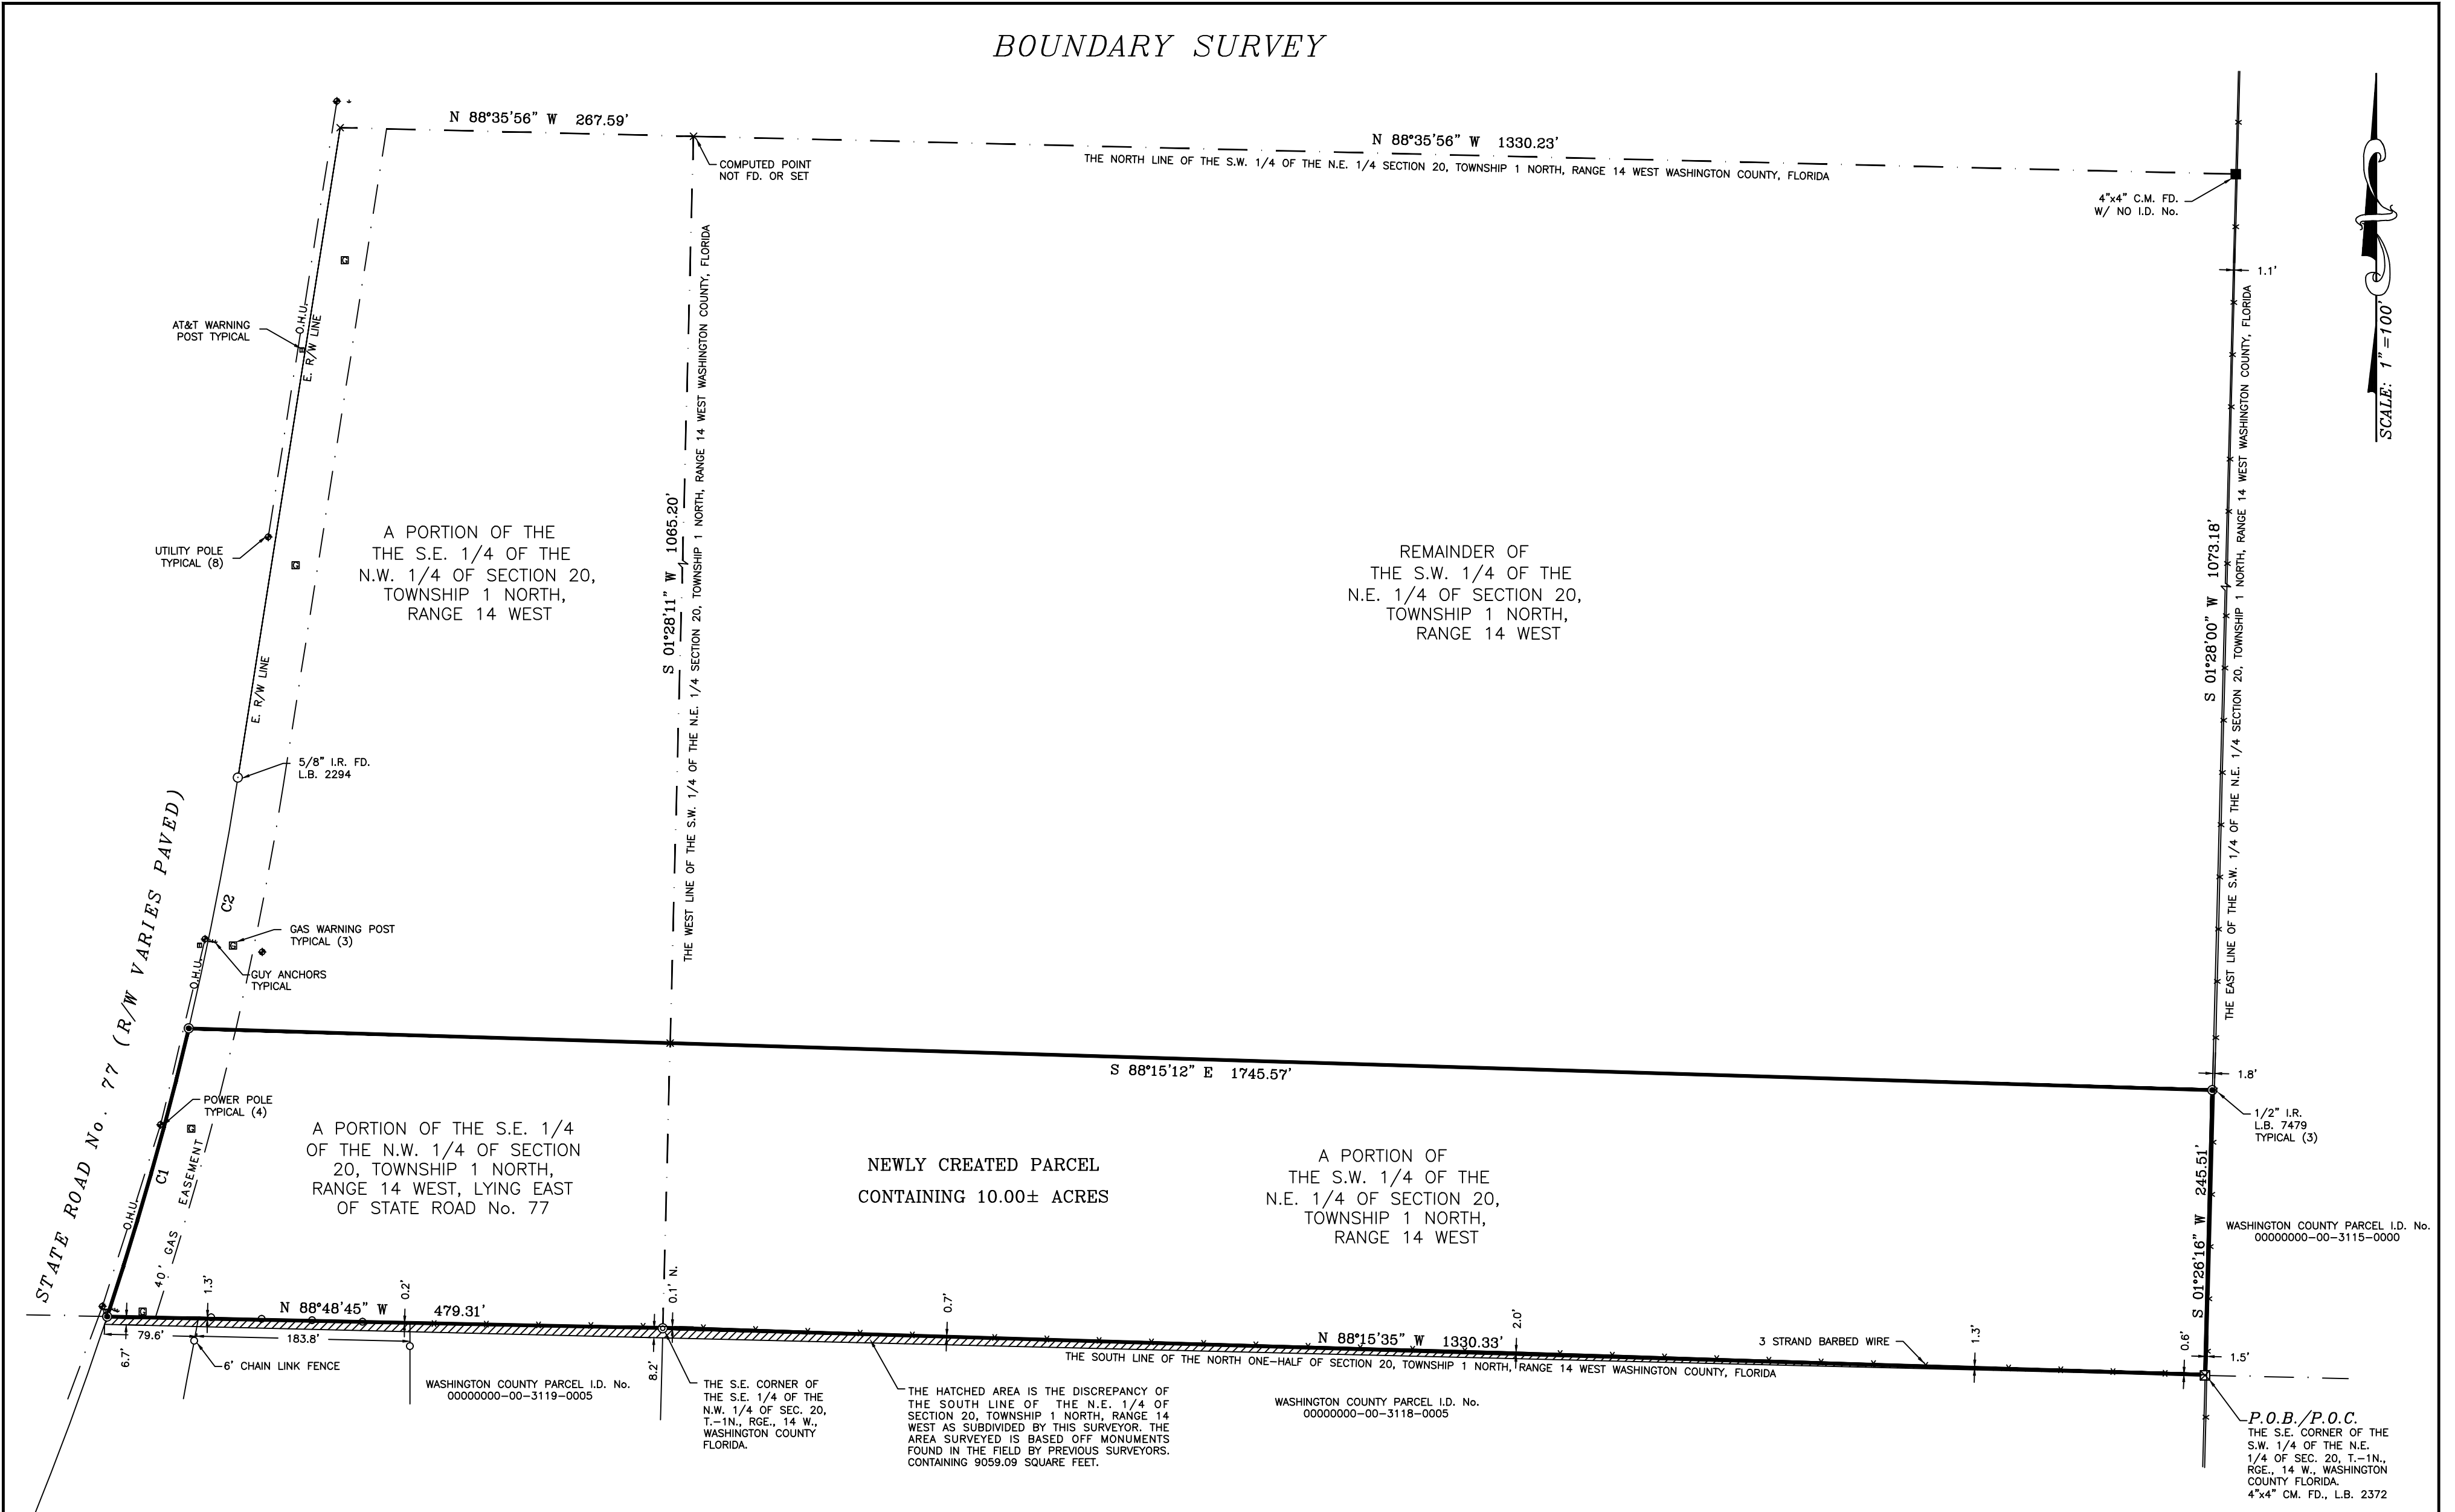 BOUNDARY SURVEY
N 88°35'56" W 267.59'
COMPUTED POINT
NOT FD. OR SET
N 88°35'56" W 1330.23'
THE NORTH LINE OF THE S.W. 1/4 OF THE N.E. 1/4 SECTION 20, TOWNSHIP 1 NORTH, RANGE 14 WEST WASHINGTON COUNTY, FLORIDA
4"x4" C.M. FD.
W/ NO I.D. No.
1.1'
SCALE: 1"=100'
AT&T WARNING
POST TYPICAL
O.H.U.
E. R/W LINE
UTILITY POLE
TYPICAL (8)
G
G
A PORTION OF THE
THE S.E. 1/4 OF THE
N.W. 1/4 OF SECTION 20,
TOWNSHIP 1 NORTH,
RANGE 14 WEST
S 01°28'11" W 1065.20'
THE WEST LINE OF THE S.W. 1/4 OF THE N.E. 1/4 SECTION 20, TOWNSHIP 1 NORTH, RANGE 14 WEST WASHINGTON COUNTY, FLORIDA
REMAINDER OF
THE S.W. 1/4 OF THE
N.E. 1/4 OF SECTION 20,
TOWNSHIP 1 NORTH,
RANGE 14 WEST
S 01°28'00" W 1073.18'
THE EAST LINE OF THE S.W. 1/4 OF THE N.E. 1/4 SECTION 20, TOWNSHIP 1 NORTH, RANGE 14 WEST WASHINGTON COUNTY, FLORIDA
E. R/W LINE
5/8" I.R. FD.
L.B. 2294
STATE ROAD No. 77 (R/W VARIES PAVED)
C2
G
GAS WARNING POST
TYPICAL (3)
GUY ANCHORS
TYPICAL
O.H.U.
S 88°15'12" E 1745.57'
1.8'
1/2" I.R.
L.B. 7479
TYPICAL (3)
POWER POLE
TYPICAL (4)
G
C1
O.H.U.
40' GAS EASEMENT
A PORTION OF THE S.E. 1/4
OF THE N.W. 1/4 OF SECTION
20, TOWNSHIP 1 NORTH,
RANGE 14 WEST, LYING EAST
OF STATE ROAD No. 77
NEWLY CREATED PARCEL
CONTAINING 10.00± ACRES
A PORTION OF
THE S.W. 1/4 OF THE
N.E. 1/4 OF SECTION 20,
TOWNSHIP 1 NORTH,
RANGE 14 WEST
S 01°26'16" W 245.51'
WASHINGTON COUNTY PARCEL I.D. No.
00000000-00-3115-0000
G
1.3'
N 88°48'45" W 479.31'
0.2'
0.1' N.
0.7'
N 88°15'35" W 1330.33'
2.0'
3 STRAND BARBED WIRE
1.3'
0.6'
1.5'
79.6'
183.8'
6.7'
8.2'
6' CHAIN LINK FENCE
THE SOUTH LINE OF THE NORTH ONE-HALF OF SECTION 20, TOWNSHIP 1 NORTH, RANGE 14 WEST WASHINGTON COUNTY, FLORIDA
WASHINGTON COUNTY PARCEL I.D. No.
00000000-00-3119-0005
THE S.E. CORNER OF
THE S.E. 1/4 OF THE
N.W. 1/4 OF SEC. 20,
T.-1N., RGE., 14 W.,
WASHINGTON COUNTY
FLORIDA.
THE HATCHED AREA IS THE DISCREPANCY OF
THE SOUTH LINE OF THE N.E. 1/4 OF
SECTION 20, TOWNSHIP 1 NORTH, RANGE 14
WEST AS SUBDIVIDED BY THIS SURVEYOR. THE
AREA SURVEYED IS BASED OFF MONUMENTS
FOUND IN THE FIELD BY PREVIOUS SURVEYORS.
CONTAINING 9059.09 SQUARE FEET.
WASHINGTON COUNTY PARCEL I.D. No.
00000000-00-3118-0005
P.O.B./P.O.C.
THE S.E. CORNER OF THE
S.W. 1/4 OF THE N.E.
1/4 OF SEC. 20, T.-1N.,
RGE., 14 W., WASHINGTON
COUNTY FLORIDA.
4"x4" CM. FD., L.B. 2372